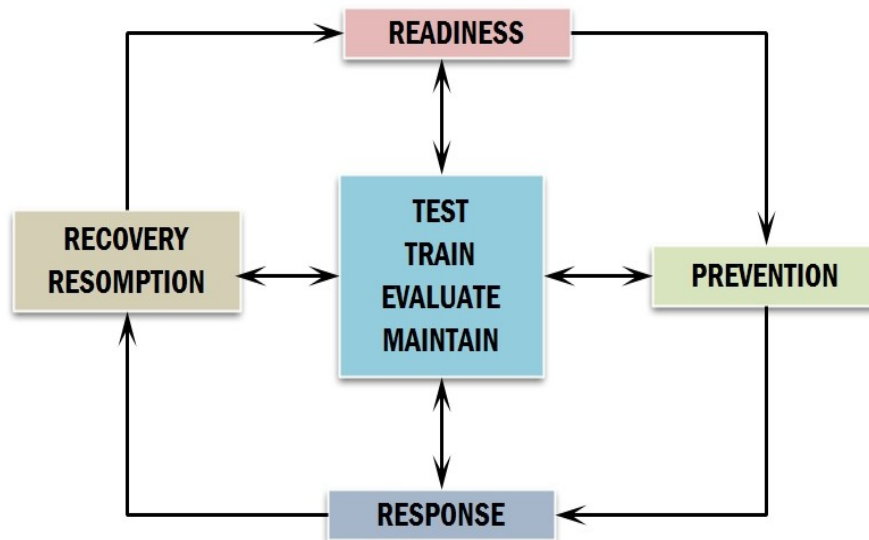 READINESS
RECOVERY
RESOMPTION
TEST
TRAIN
EVALUATE
MAINTAIN
PREVENTION
RESPONSE